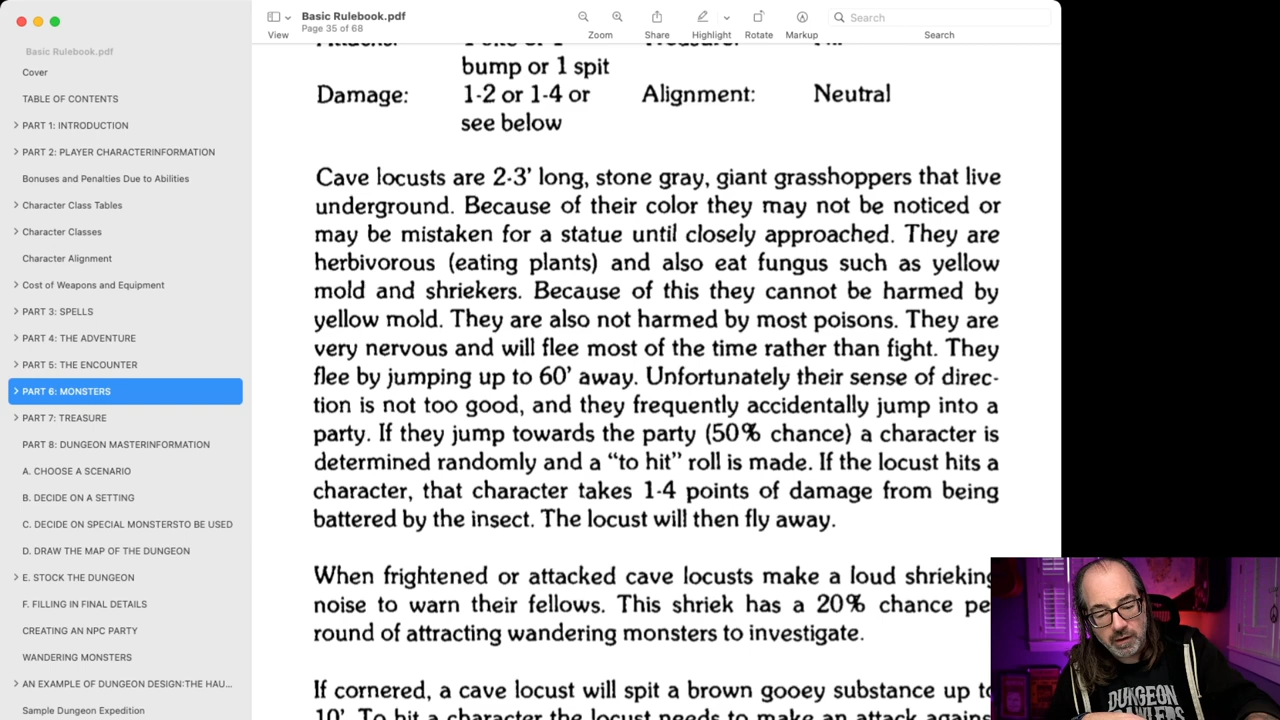 Basic Rulebook.pdf
Page 35 of 68
View
Zoom
Share
Highlight
Rotate
Markup
Search
Search
Basic Rulebook.pdf
Cover
TABLE OF CONTENTS
PART 1: INTRODUCTION
PART 2: PLAYER CHARACTERINFORMATION
Bonuses and Penalties Due to Abilities
Character Class Tables
Character Classes
Character Alignment
Cost of Weapons and Equipment
PART 3: SPELLS
PART 4: THE ADVENTURE
PART 5: THE ENCOUNTER
PART 6: MONSTERS
PART 7: TREASURE
PART 8: DUNGEON MASTERINFORMATION
A. CHOOSE A SCENARIO
B. DECIDE ON A SETTING
C. DECIDE ON SPECIAL MONSTERSTO BE USED
D. DRAW THE MAP OF THE DUNGEON
E. STOCK THE DUNGEON
F. FILLING IN FINAL DETAILS
CREATING AN NPC PARTY
WANDERING MONSTERS
AN EXAMPLE OF DUNGEON DESIGN:THE HAU...
Sample Dungeon Expedition
bump or 1 spit
Damage: 1-2 or 1-4 or Alignment: Neutral
see below
Cave locusts are 2-3' long, stone gray, giant grasshoppers that live
underground. Because of their color they may not be noticed or
may be mistaken for a statue until closely approached. They are
herbivorous (eating plants) and also eat fungus such as yellow
mold and shriekers. Because of this they cannot be harmed by
yellow mold. They are also not harmed by most poisons. They are
very nervous and will flee most of the time rather than fight. They
flee by jumping up to 60' away. Unfortunately their sense of direc-
tion is not too good, and they frequently accidentally jump into a
party. If they jump towards the party (50% chance) a character is
determined randomly and a “to hit” roll is made. If the locust hits a
character, that character takes 1-4 points of damage from being
battered by the insect. The locust will then fly away.
When frightened or attacked cave locusts make a loud shrieking
noise to warn their fellows. This shriek has a 20% chance pe
round of attracting wandering monsters to investigate.
If cornered, a cave locust will spit a brown gooey substance up to
10'. To hit a character the locust needs to make an attack agains
DUNGEON